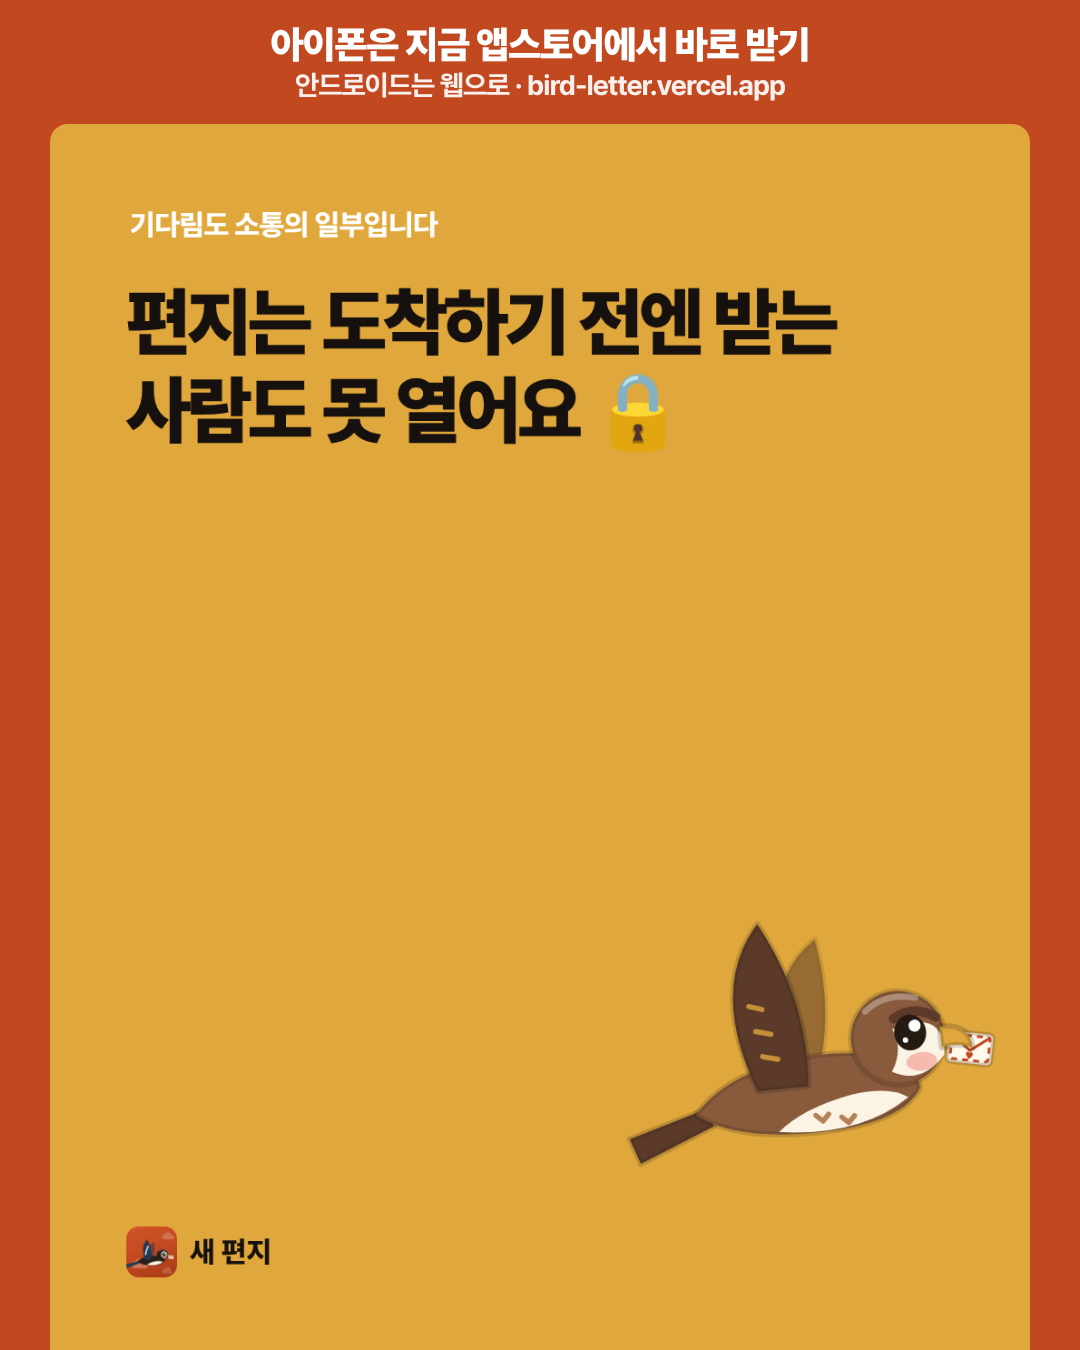 아이폰은 지금 앱스토어에서 바로 받기
안드로이드는 웹으로 · bird-letter.vercel.app
기다림도 소통의 일부입니다
편지는 도착하기 전엔 받는
사람도 못 열어요 🔒
새 편지